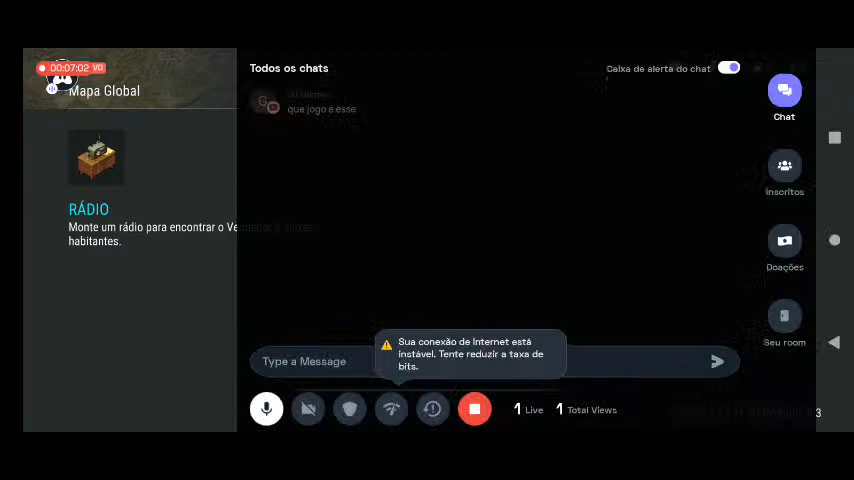 00:07:02 VG
Mapa Global
RÁDIO
Monte um rádio para encontrar o
habitantes.
Todos os chats
Caixa de alerta do chat
G
que jogo é esse
Chat
Inscritos
Doações
Seu room
Sua conexão de Internet está
instável. Tente reduzir a taxa de
bits.
Type a Message
1 Live 1 Total Views
3